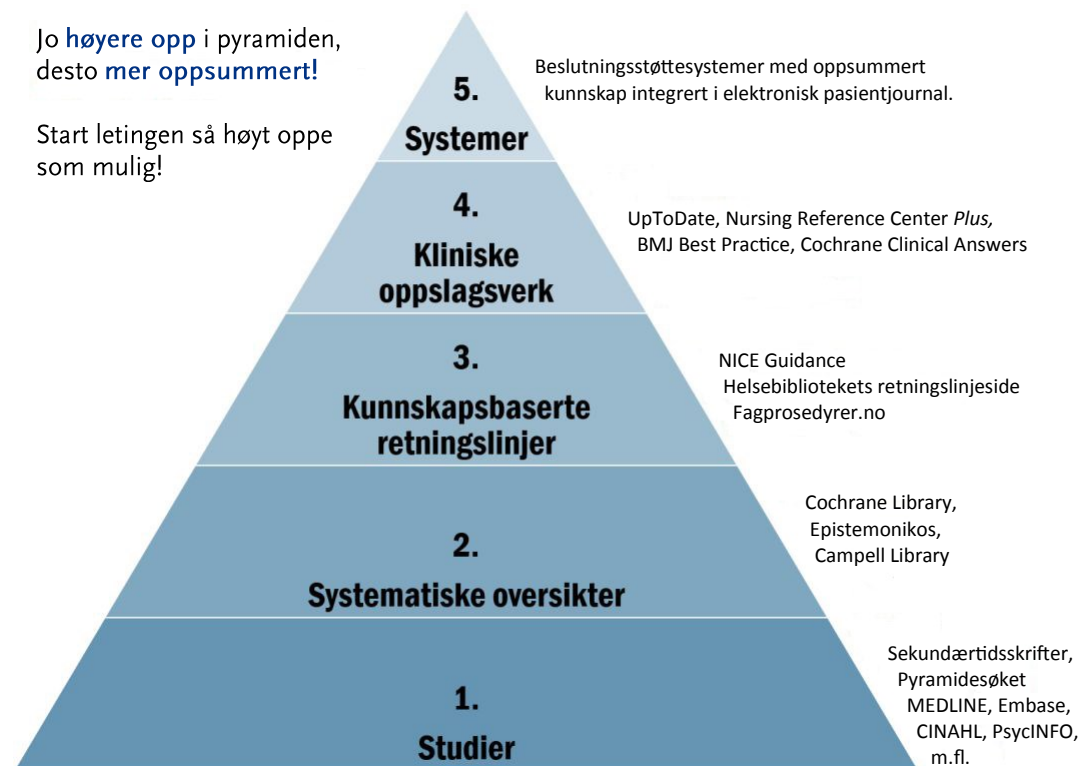 Jo høyere opp i pyramiden,
desto mer oppsummert!
Start letingen så høyt oppe
som mulig!
5.
Systemer
Beslutningsstøttesystemer med oppsummert
kunnskap integrert i elektronisk pasientjournal.
4.
Kliniske
oppslagsverk
UpToDate, Nursing Reference Center Plus,
BMJ Best Practice, Cochrane Clinical Answers
3.
Kunnskapsbaserte
retningslinjer
NICE Guidance
Helsebibliotekets retningslinjeside
Fagprosedyrer.no
2.
Systematiske oversikter
Cochrane Library,
Epistemonikos,
Campell Library
1.
Studier
Sekundærtidsskrifter,
Pyramidesøket
MEDLINE, Embase,
CINAHL, PsycINFO,
m.fl.